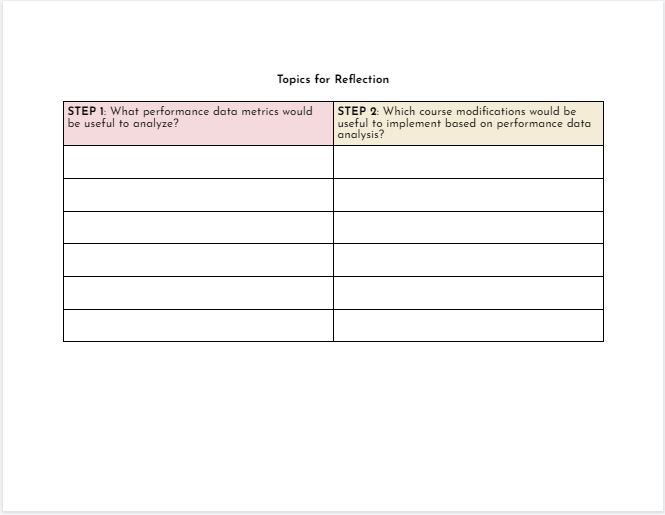 Topics for Reflection
STEP 1: What performance data metrics would
be useful to analyze?
STEP 2: Which course modifications would be
useful to implement based on performance data
analysis?